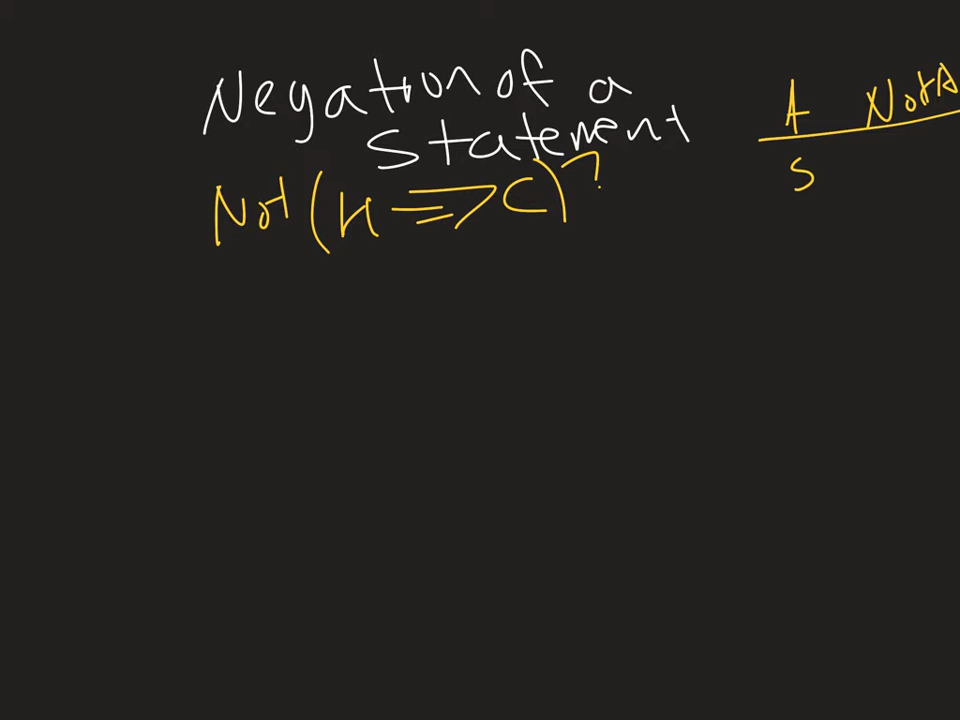 Negation of a
statement
Not (H => C)?
A Not A
S